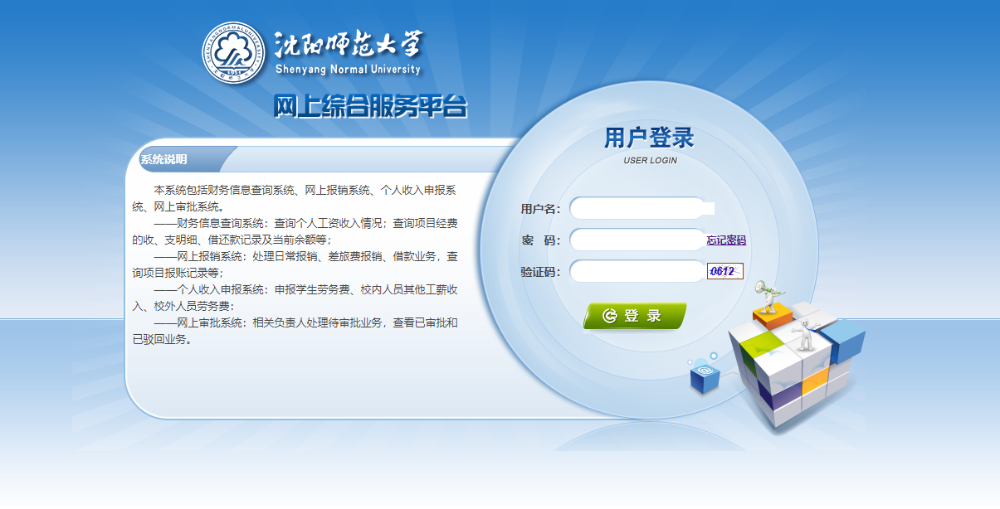 沈阳师范大学
Shenyang Normal University
网上综合服务平台
系统说明
本系统包括财务信息查询系统、网上报销系统、个人收入申报系
统、网上审批系统。
——财务信息查询系统：查询个人工资收入情况；查询项目经费
的收、支明细、借还款记录及当前余额等；
——网上报销系统：处理日常报销、差旅费报销、借款业务，查
询项目报账记录等；
——个人收入申报系统：申报学生劳务费、校内人员其他工薪收
入、校外人员劳务费；
——网上审批系统：相关负责人处理待审批业务，查看已审批和
已驳回业务。
用户登录
USER LOGIN
用户名：
密 码：
忘记密码
验证码：
0612
登 录
@